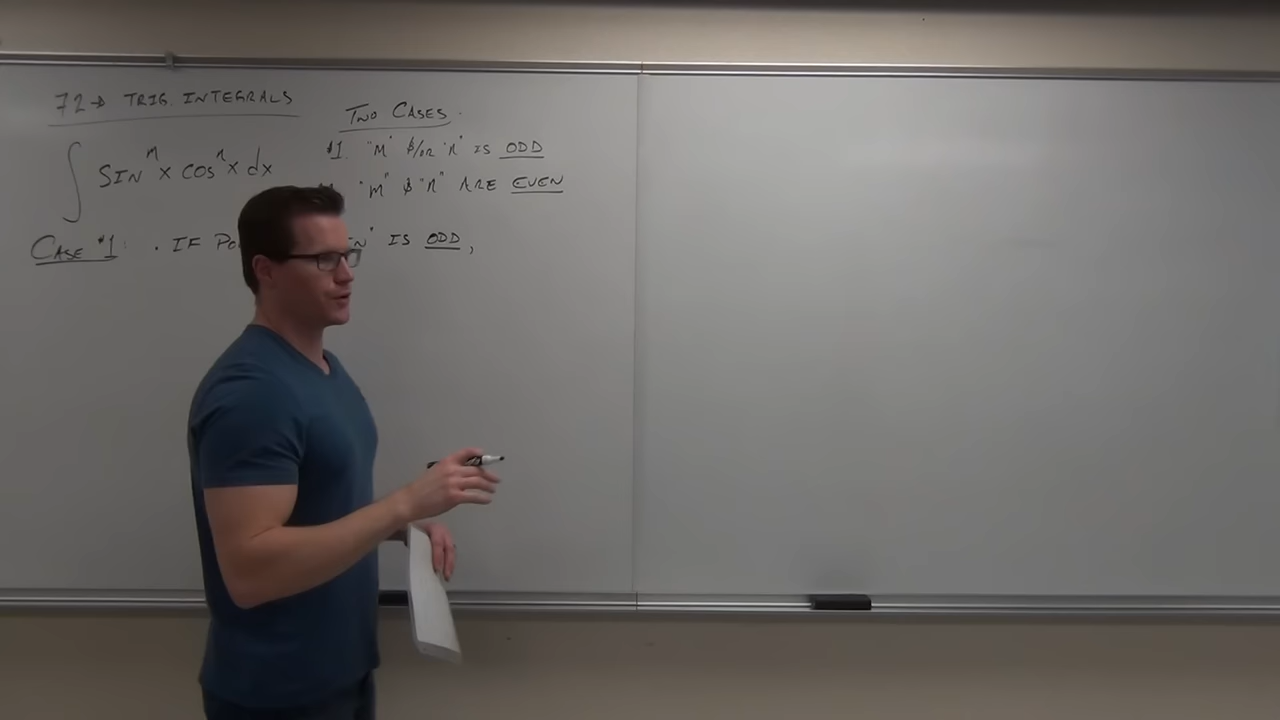 7.2 → TRIG. INTEGRALS
∫ SIN^m x COS^n x dx
TWO CASES.
#1. "M" &/OR "N" IS ODD
"M" & "N" ARE EVEN
CASE #1: . IF IS ODD,